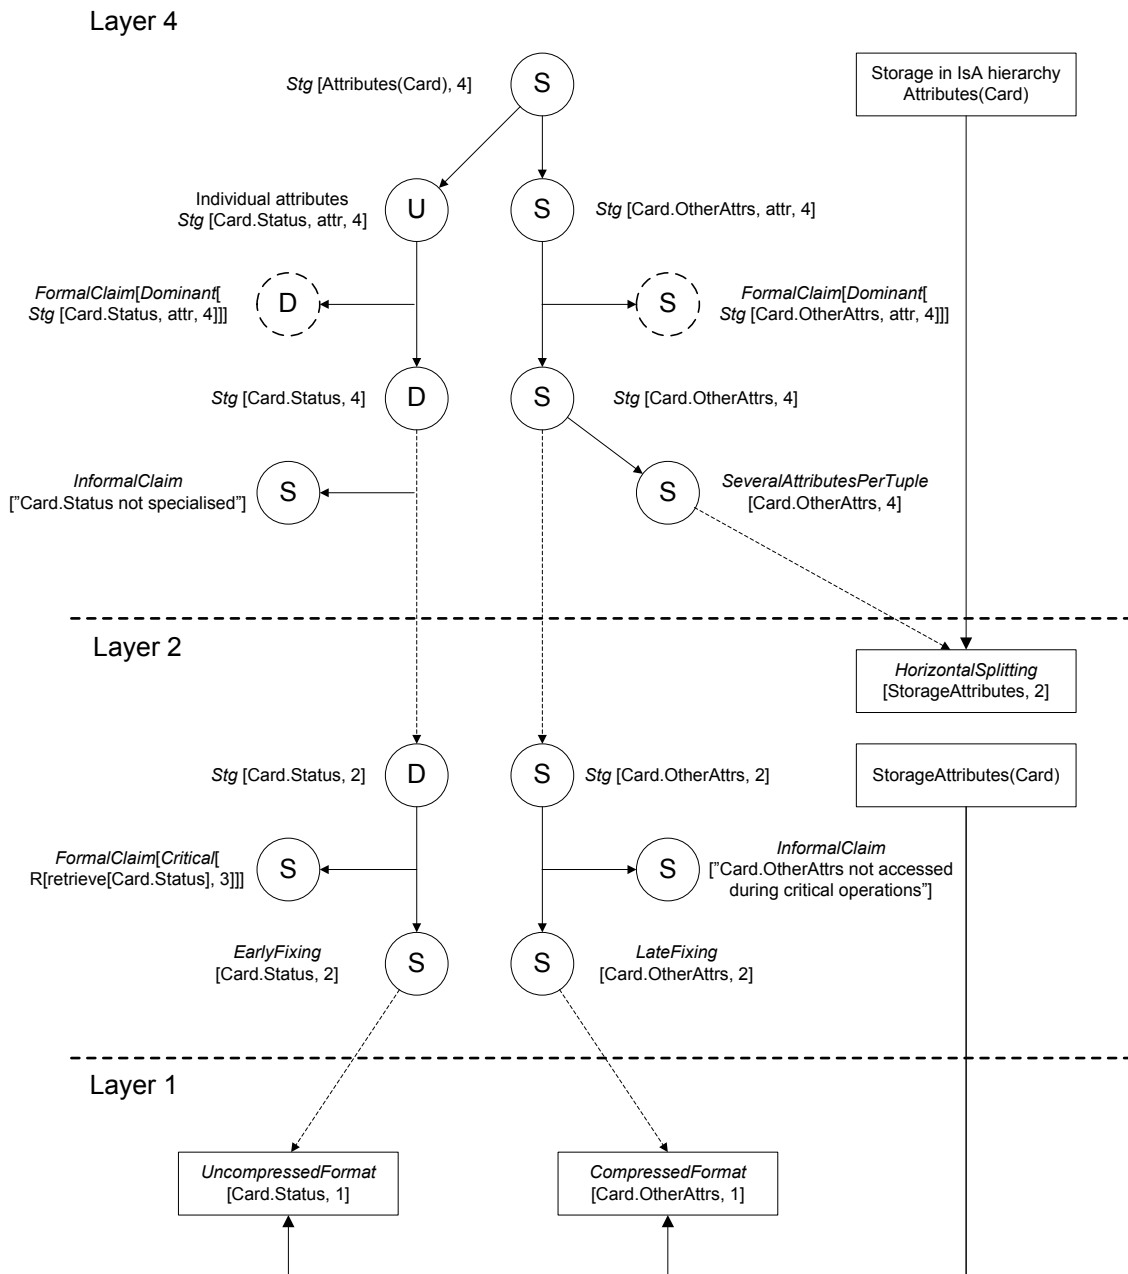 Layer 4
Stg [Attributes(Card), 4]
S
Storage in IsA hierarchy
Attributes(Card)
Individual attributes
Stg [Card.Status, attr, 4]
U
S
Stg [Card.OtherAttrs, attr, 4]
FormalClaim[Dominant[
Stg [Card.Status, attr, 4]]]
D
S
FormalClaim[Dominant[
Stg [Card.OtherAttrs, attr, 4]]]
Stg [Card.Status, 4]
D
S
Stg [Card.OtherAttrs, 4]
InformalClaim
["Card.Status not specialised"]
S
S
SeveralAttributesPerTuple
[Card.OtherAttrs, 4]
Layer 2
HorizontalSplitting
[StorageAttributes, 2]
Stg [Card.Status, 2]
D
S
Stg [Card.OtherAttrs, 2]
StorageAttributes(Card)
FormalClaim[Critical[
R[retrieve[Card.Status], 3]]]
S
S
InformalClaim
["Card.OtherAttrs not accessed
during critical operations"]
EarlyFixing
[Card.Status, 2]
S
S
LateFixing
[Card.OtherAttrs, 2]
Layer 1
UncompressedFormat
[Card.Status, 1]
CompressedFormat
[Card.OtherAttrs, 1]